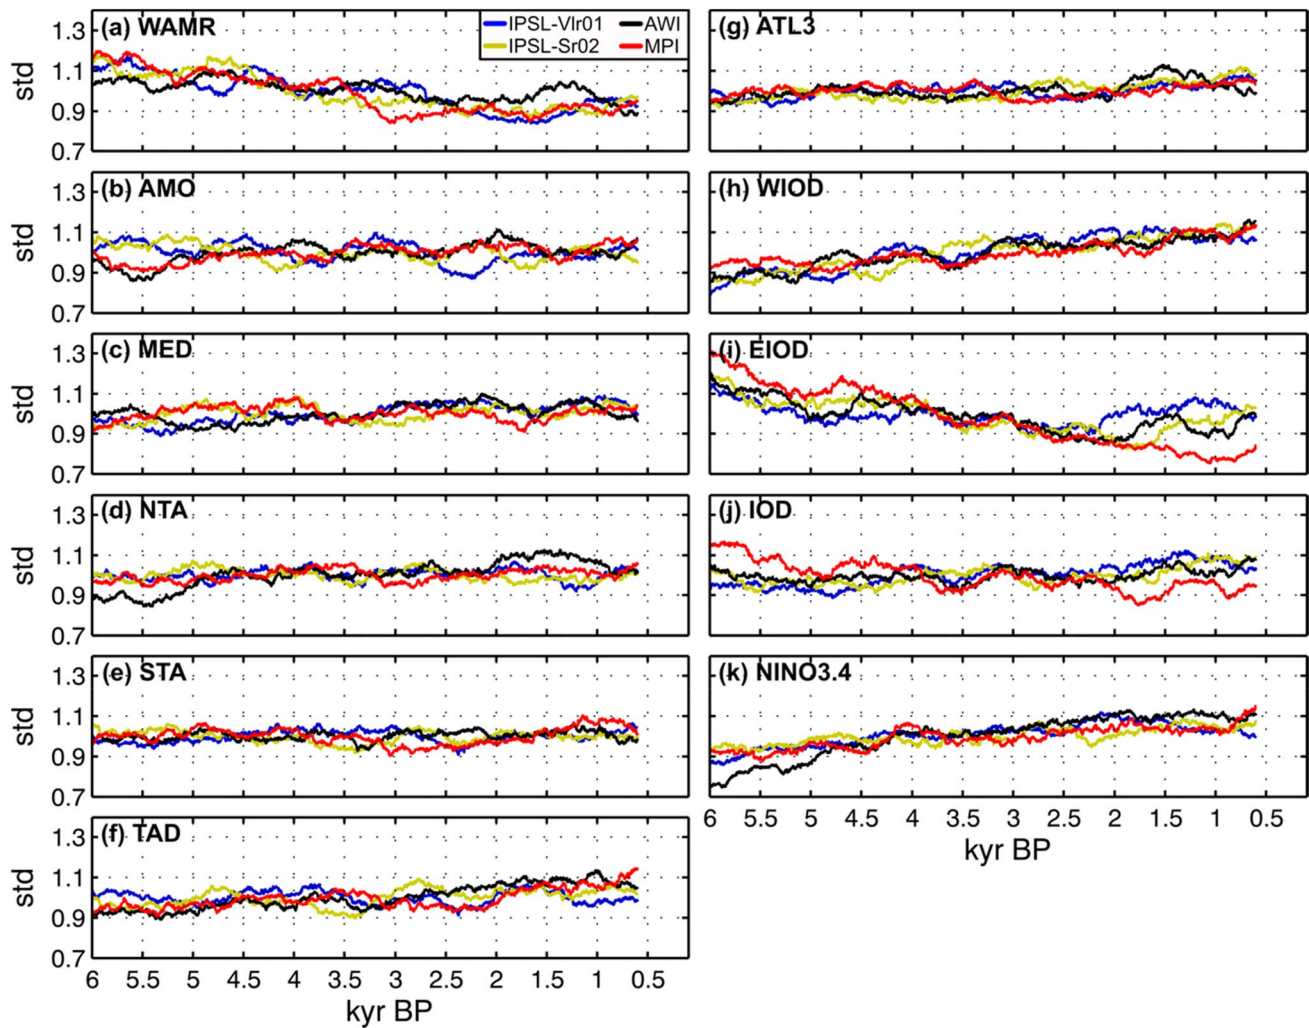 (a) WAMR
IPSL-Vlr01
AWI
IPSL-Sr02
MPI
std
1.3
1.1
0.9
0.7
(b) AMO
std
1.3
1.1
0.9
0.7
(c) MED
std
1.3
1.1
0.9
0.7
(d) NTA
std
1.3
1.1
0.9
0.7
(e) STA
std
1.3
1.1
0.9
0.7
(f) TAD
std
1.3
1.1
0.9
0.7
6 5.5 5 4.5 4 3.5 3 2.5 2 1.5 1 0.5
kyr BP
(g) ATL3
(h) WIOD
(i) EIOD
(j) IOD
(k) NINO3.4
6 5.5 5 4.5 4 3.5 3 2.5 2 1.5 1 0.5
kyr BP